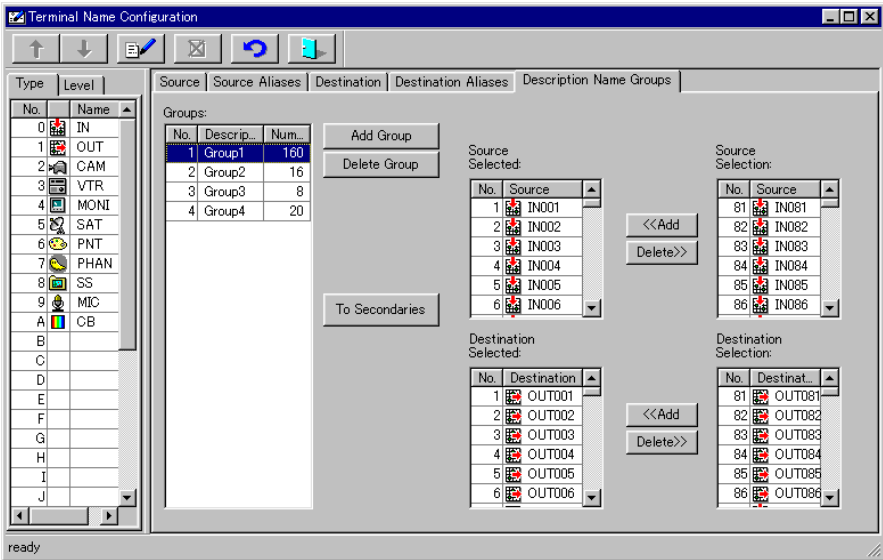 Terminal Name Configuration
Type Level
No. Name
0 IN
1 OUT
2 CAM
3 VTR
4 MONI
5 SAT
6 PNT
7 PHAN
8 SS
9 MIC
A CB
B
C
D
E
F
G
H
I
J
Source Source Aliases Destination Destination Aliases Description Name Groups
Groups:
No. Descrip... Num...
1 Group1 160
2 Group2 16
3 Group3 8
4 Group4 20
Add Group
Delete Group
To Secondaries
Source
Selected:
No. Source
1 IN001
2 IN002
3 IN003
4 IN004
5 IN005
6 IN006
<<Add
Delete>>
Source
Selection:
No. Source
81 IN081
82 IN082
83 IN083
84 IN084
85 IN085
86 IN086
Destination
Selected:
No. Destination
1 OUT001
2 OUT002
3 OUT003
4 OUT004
5 OUT005
6 OUT006
<<Add
Delete>>
Destination
Selection:
No. Destinat...
81 OUT081
82 OUT082
83 OUT083
84 OUT084
85 OUT085
86 OUT086
ready